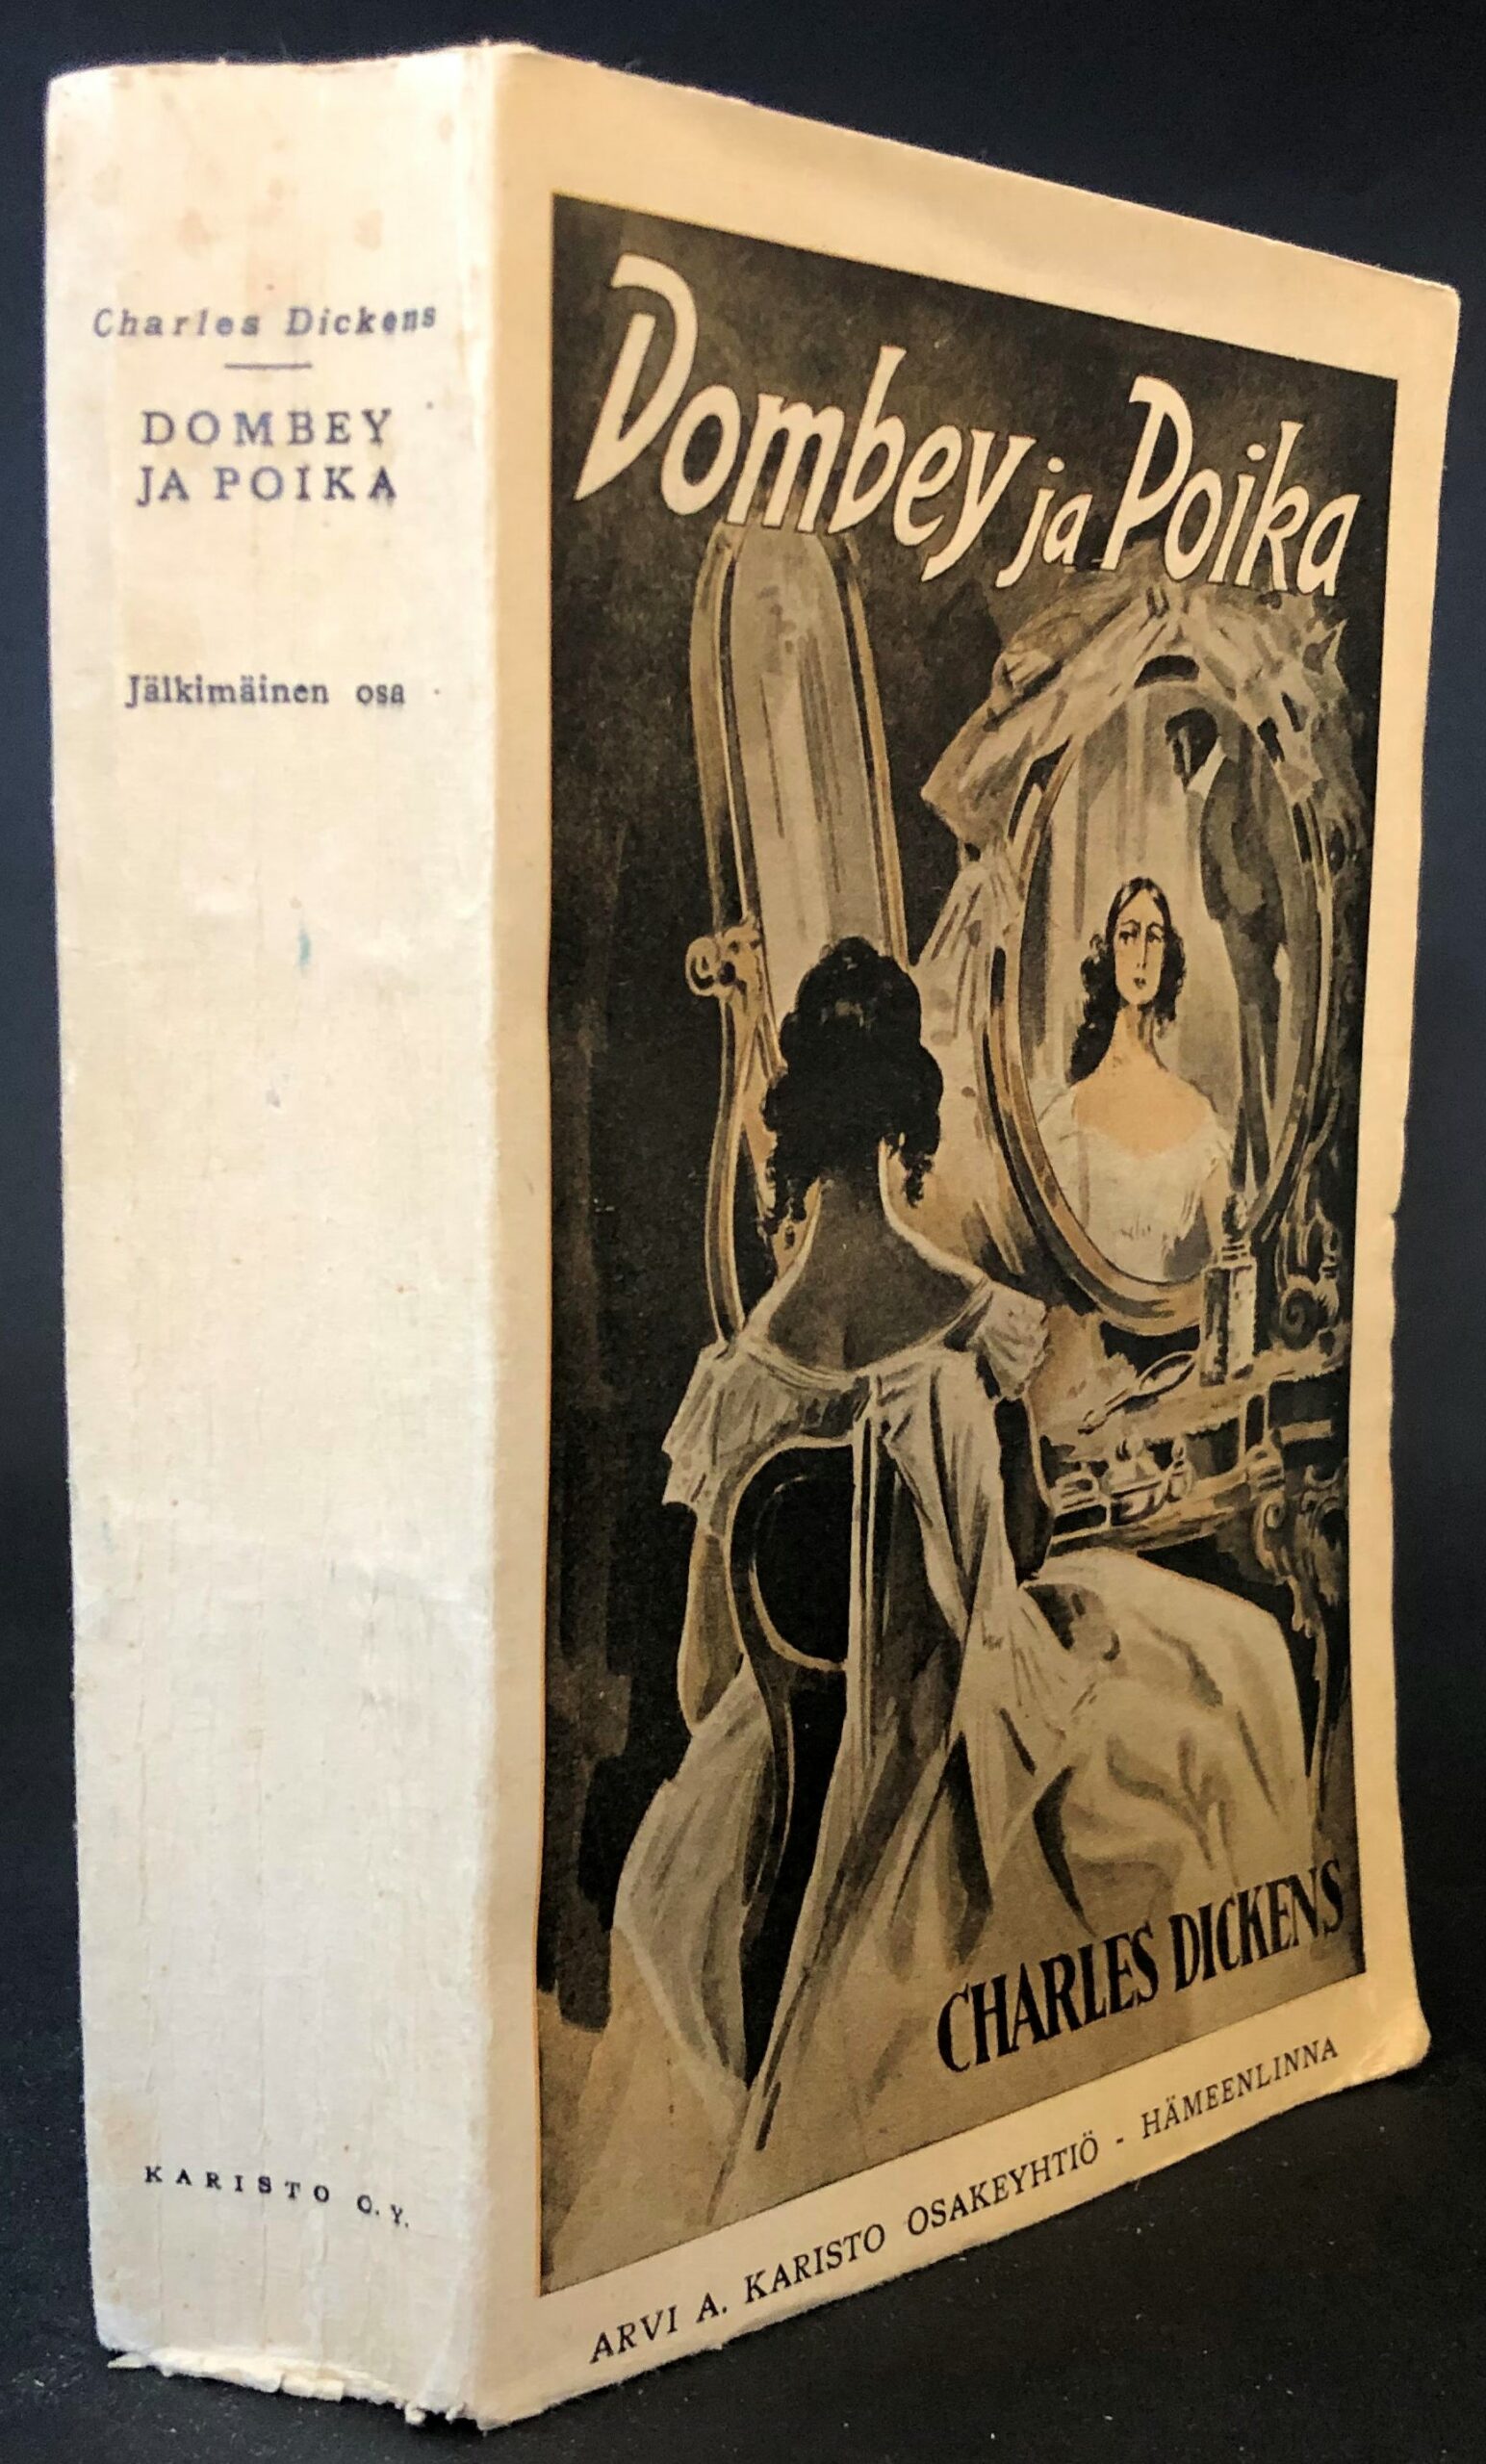 Charles Dickens
DOMBEY
JA POIKA
Jälkimäinen osa
KARISTO O.Y.
Dombey ja Poika
CHARLES DICKENS
ARVI A. KARISTO OSAKEYHTIÖ - HÄMEENLINNA